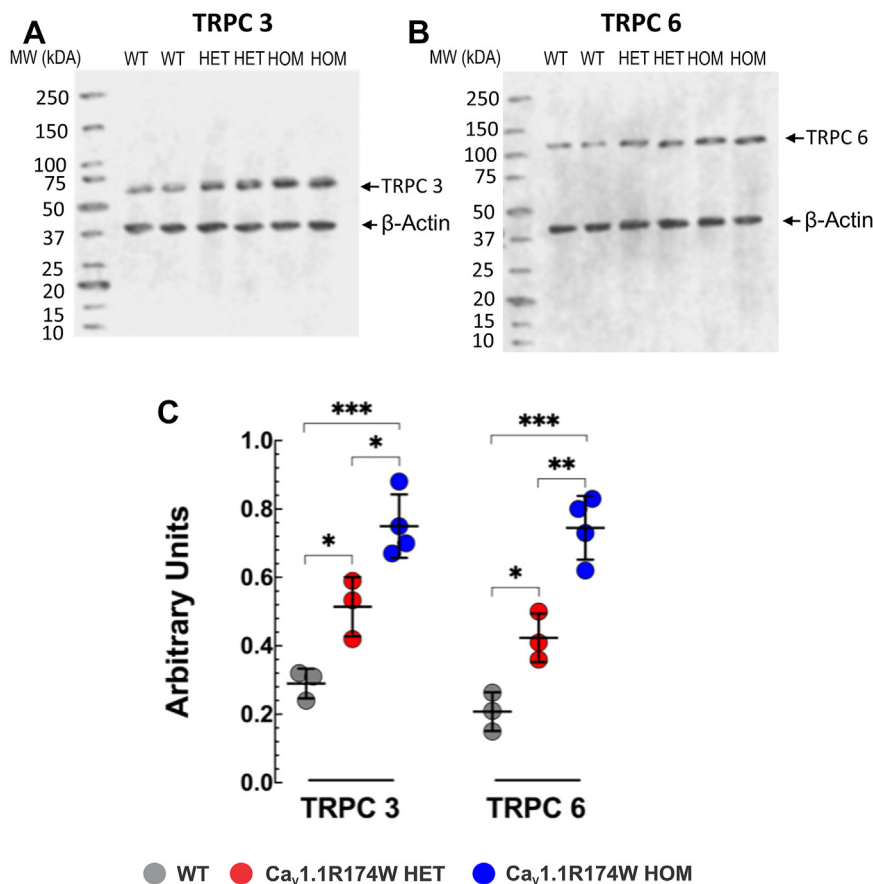 A
TRPC 3
MW (kDA) WT WT HET HET HOM HOM
250
150
100
75
50
37
25
20
15
10
TRPC 3
β-Actin
B
TRPC 6
MW (kDA) WT WT HET HET HOM HOM
250
150
100
75
50
37
25
20
15
10
TRPC 6
β-Actin
C
Arbitrary Units
1.0
0.8
0.6
0.4
0.2
0.0
***
*
*
***
**
*
TRPC 3 TRPC 6
WT Caᵥ1.1R174W HET Caᵥ1.1R174W HOM